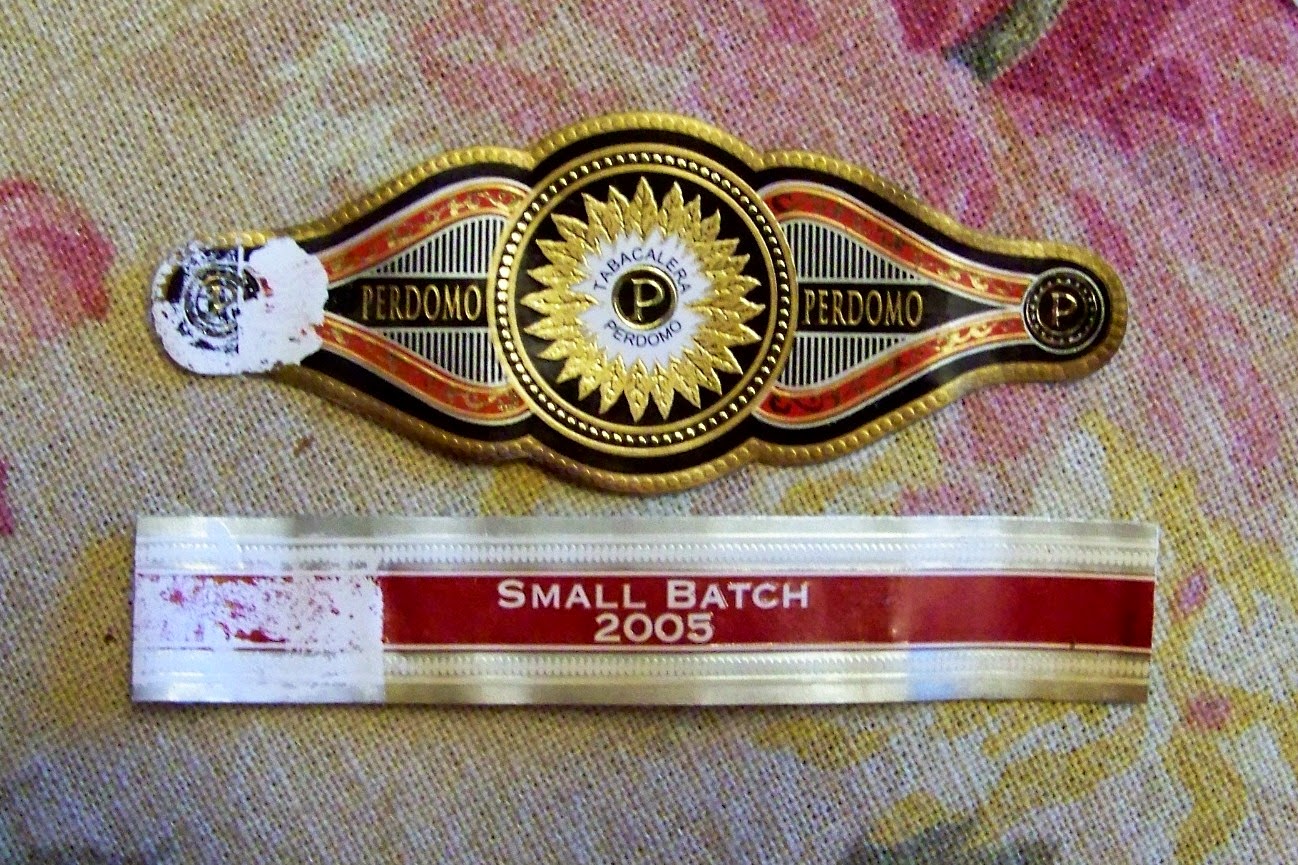 P
PERDOMO
TABACALERA
P
PERDOMO
PERDOMO
P
SMALL BATCH
2005